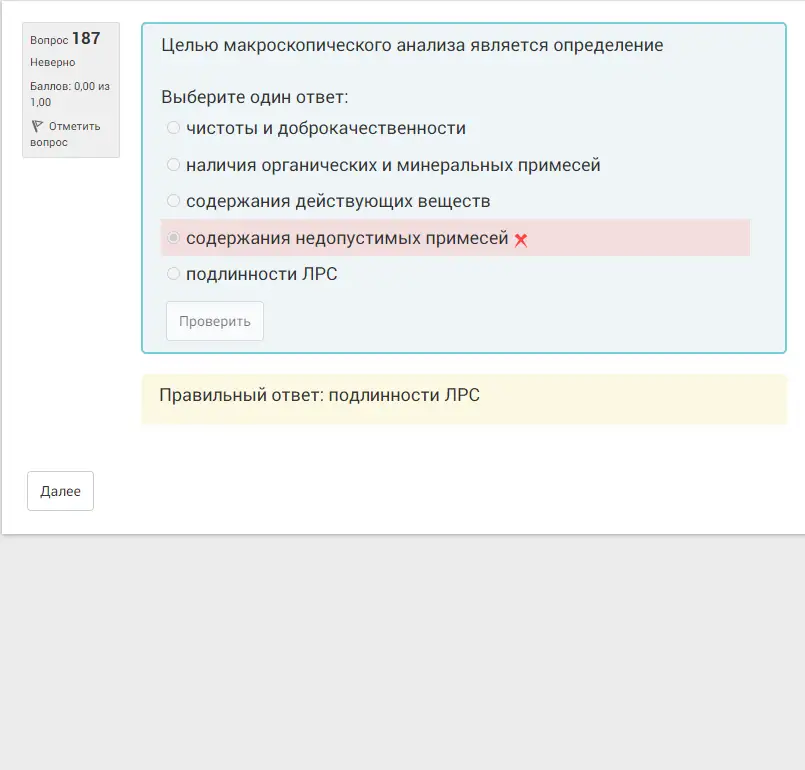 Вопрос 187
Неверно
Баллов: 0,00 из
1,00
Отметить
вопрос
Целью макроскопического анализа является определение
Выберите один ответ:
чистоты и доброкачественности
наличия органических и минеральных примесей
содержания действующих веществ
содержания недопустимых примесей
подлинности ЛРС
Проверить
Правильный ответ: подлинности ЛРС
Далее